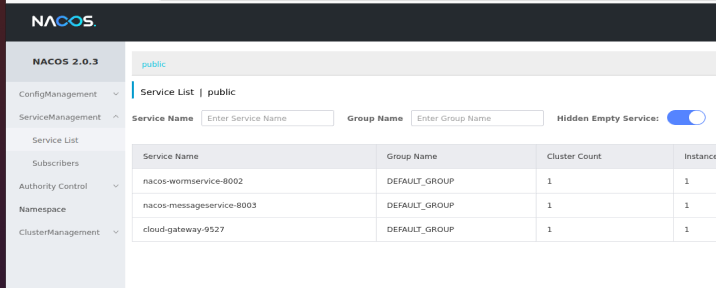 NACOS.
NACOS 2.0.3
public
ConfigManagement
Service List | public
ServiceManagement
Service Name Enter Service Name Group Name Enter Group Name Hidden Empty Service:
Service List
Subscribers
Authority Control
Namespace
ClusterManagement
Service Name Group Name Cluster Count Instance
nacos-wormservice-8002 DEFAULT_GROUP 1 1
nacos-messageservice-8003 DEFAULT_GROUP 1 1
cloud-gateway-9527 DEFAULT_GROUP 1 1